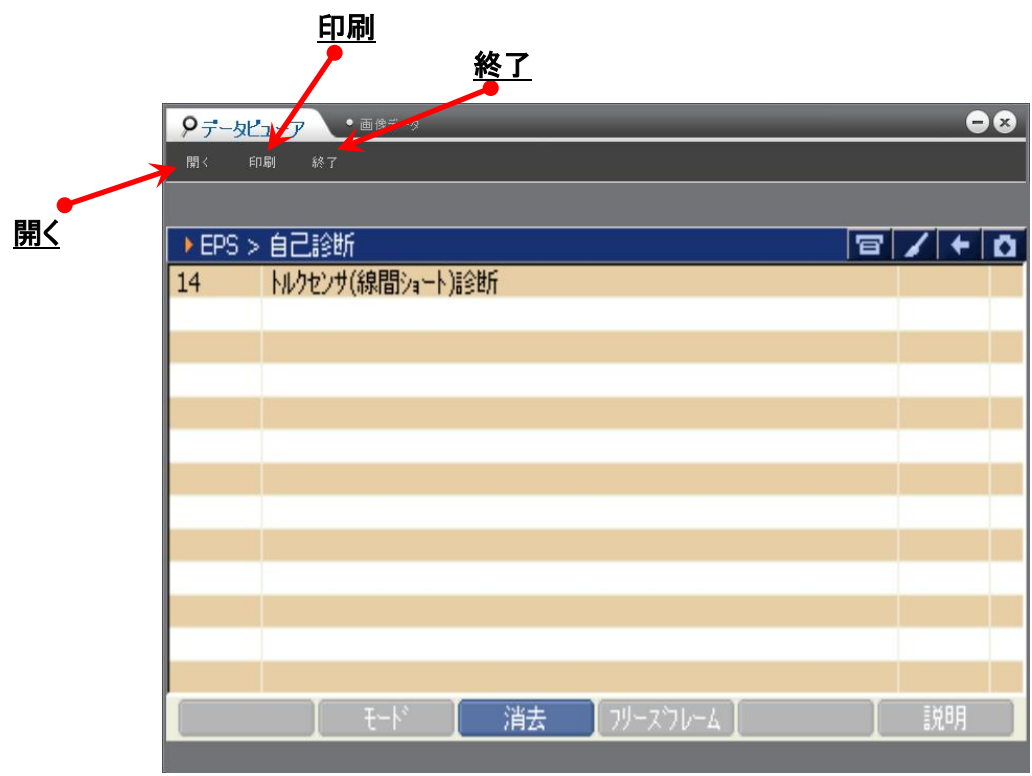 印刷
終了
データビューア 画像データ
開く 印刷 終了
開く
EPS > 自己診断
14 トルクセンサ(線間ショート)診断
モード 消去 フリーズフレーム 説明